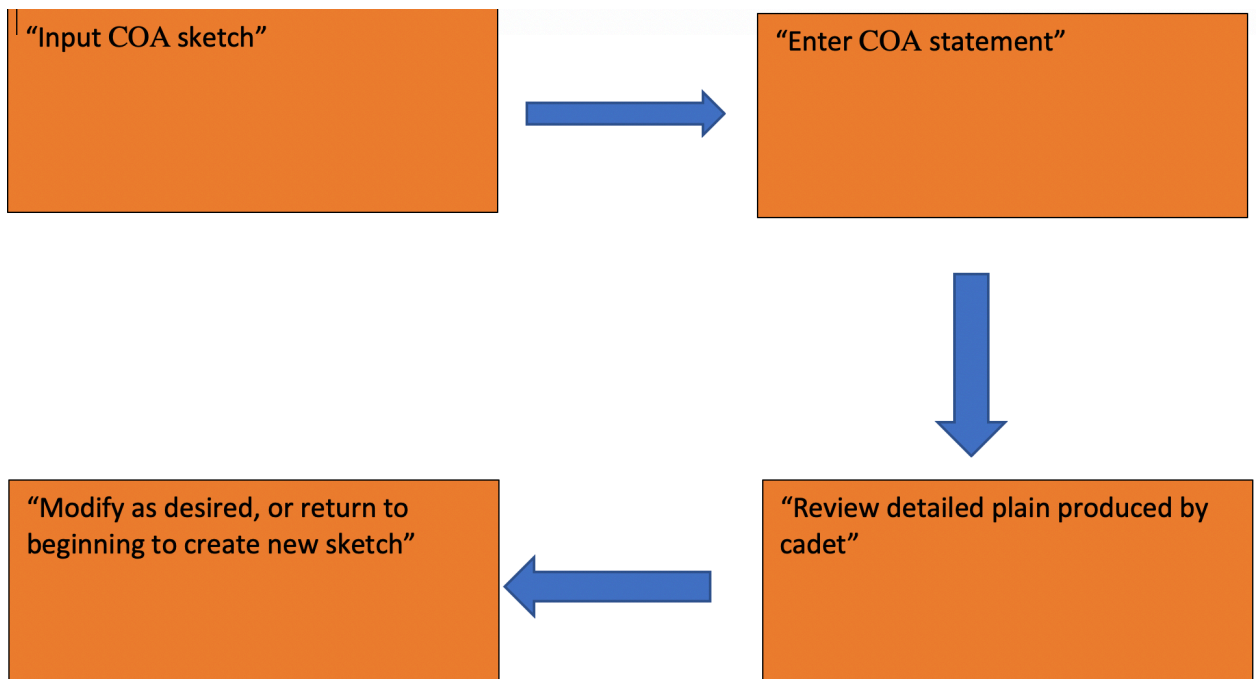 “Input COA sketch”
“Enter COA statement”
“Review detailed plain produced by
cadet”
“Modify as desired, or return to
beginning to create new sketch”